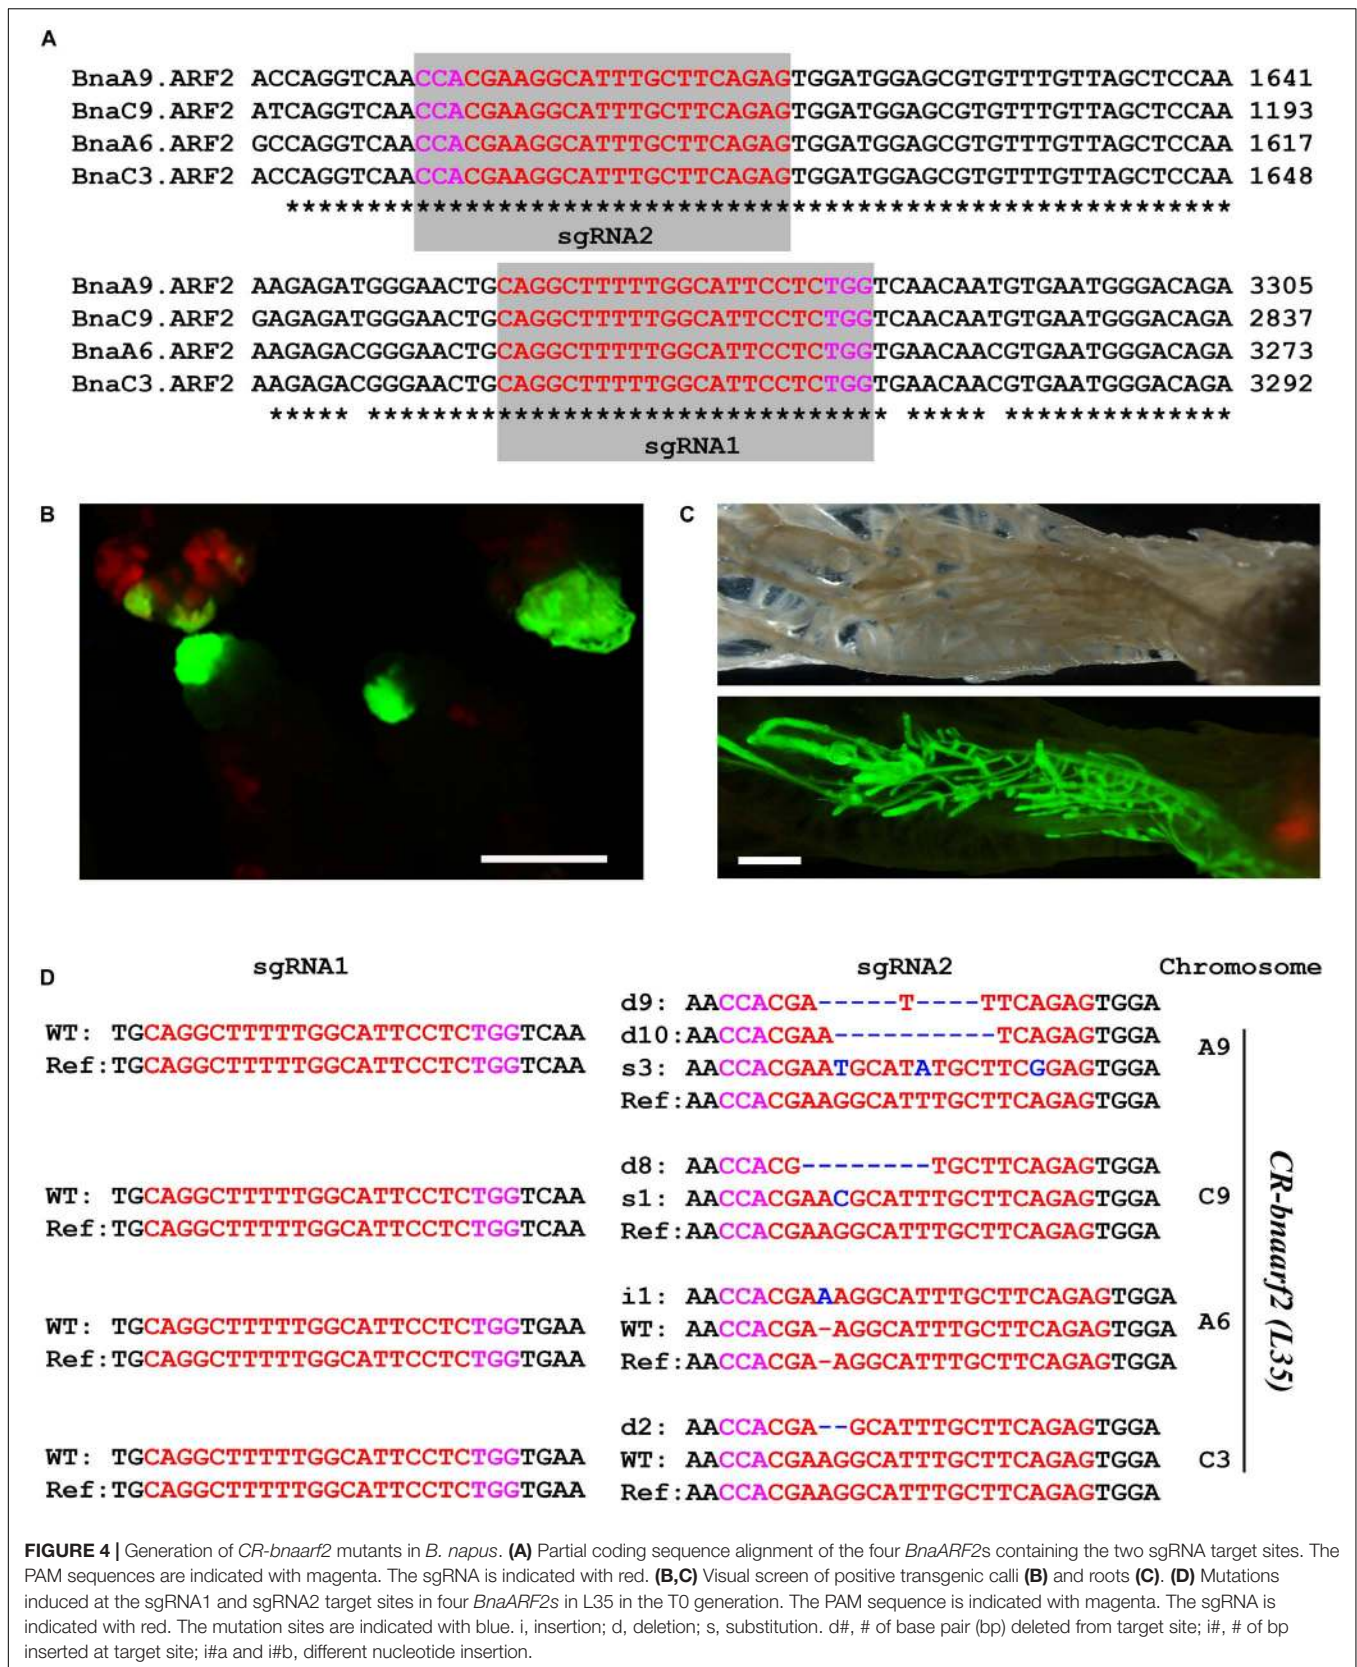 A
BnaA9.ARF2 ACCAGGTCAACCACGAAGGCATTTGCTTCAGAGTGGATGGAGCGTGTTTGTTAGCTCCAA 1641
BnaC9.ARF2 ATCAGGTCAACCACGAAGGCATTTGCTTCAGAGTGGATGGAGCGTGTTTGTTAGCTCCAA 1193
BnaA6.ARF2 GCCAGGTCAACCACGAAGGCATTTGCTTCAGAGTGGATGGAGCGTGTTTGTTAGCTCCAA 1617
BnaC3.ARF2 ACCAGGTCAACCACGAAGGCATTTGCTTCAGAGTGGATGGAGCGTGTTTGTTAGCTCCAA 1648
**********************************************************
sgRNA2
BnaA9.ARF2 AAGAGATGGGAACTGCAGGCTTTTTGGCATTCCTCTGGTCAACAATGTGAATGGGACAGA 3305
BnaC9.ARF2 GAGAGATGGGAACTGCAGGCTTTTTGGCATTCCTCTGGTCAACAATGTGAATGGGACAGA 2837
BnaA6.ARF2 AAGAGACGGGAACTGCAGGCTTTTTGGCATTCCTCTGGTGAACAACGTGAATGGGACAGA 3273
BnaC3.ARF2 AAGAGACGGGAACTGCAGGCTTTTTGGCATTCCTCTGGTGAACAACGTGAATGGGACAGA 3292
***** ******************************** ***** **************
sgRNA1
B
C
D
sgRNA1 sgRNA2 Chromosome
d9: AACCACGA-----T----TTCAGAGTGGA
WT: TGCAGGCTTTTTGGCATTCCTCTGGTCAA d10:AACCACGAA----------TCAGAGTGGA A9
Ref:TGCAGGCTTTTTGGCATTCCTCTGGTCAA s3: AACCACGAATGCATATGCTTCGGAGTGGA
Ref:AACCACGAAGGCATTTGCTTCAGAGTGGA
d8: AACCACG--------TGCTTCAGAGTGGA
WT: TGCAGGCTTTTTGGCATTCCTCTGGTCAA s1: AACCACGAACGCATTTGCTTCAGAGTGGA C9
Ref:TGCAGGCTTTTTGGCATTCCTCTGGTCAA Ref:AACCACGAAGGCATTTGCTTCAGAGTGGA
i1: AACCACGAAAGGCATTTGCTTCAGAGTGGA
WT: TGCAGGCTTTTTGGCATTCCTCTGGTGAA WT: AACCACGA-AGGCATTTGCTTCAGAGTGGA A6
Ref:TGCAGGCTTTTTGGCATTCCTCTGGTGAA Ref:AACCACGA-AGGCATTTGCTTCAGAGTGGA
d2: AACCACGA--GCATTTGCTTCAGAGTGGA
WT: TGCAGGCTTTTTGGCATTCCTCTGGTGAA WT: AACCACGAAGGCATTTGCTTCAGAGTGGA C3
Ref:TGCAGGCTTTTTGGCATTCCTCTGGTGAA Ref:AACCACGAAGGCATTTGCTTCAGAGTGGA
CR-bnaarf2 (L35)
FIGURE 4 | Generation of CR-bnaarf2 mutants in B. napus. (A) Partial coding sequence alignment of the four BnaARF2s containing the two sgRNA target sites. The
PAM sequences are indicated with magenta. The sgRNA is indicated with red. (B,C) Visual screen of positive transgenic calli (B) and roots (C). (D) Mutations
induced at the sgRNA1 and sgRNA2 target sites in four BnaARF2s in L35 in the T0 generation. The PAM sequence is indicated with magenta. The sgRNA is
indicated with red. The mutation sites are indicated with blue. i, insertion; d, deletion; s, substitution. d#, # of base pair (bp) deleted from target site; i#, # of bp
inserted at target site; i#a and i#b, different nucleotide insertion.